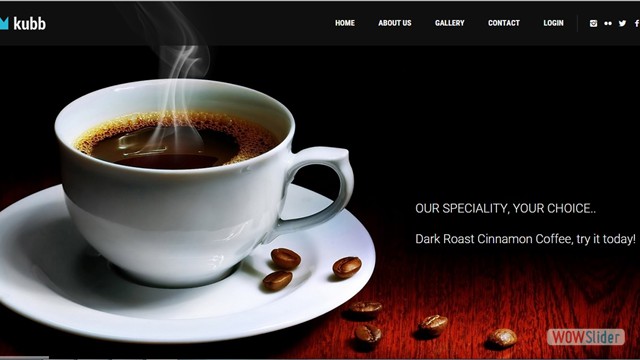 kubb
HOME ABOUT US GALLERY CONTACT LOGIN
OUR SPECIALITY, YOUR CHOICE..
Dark Roast Cinnamon Coffee, try it today!
WOWSlider